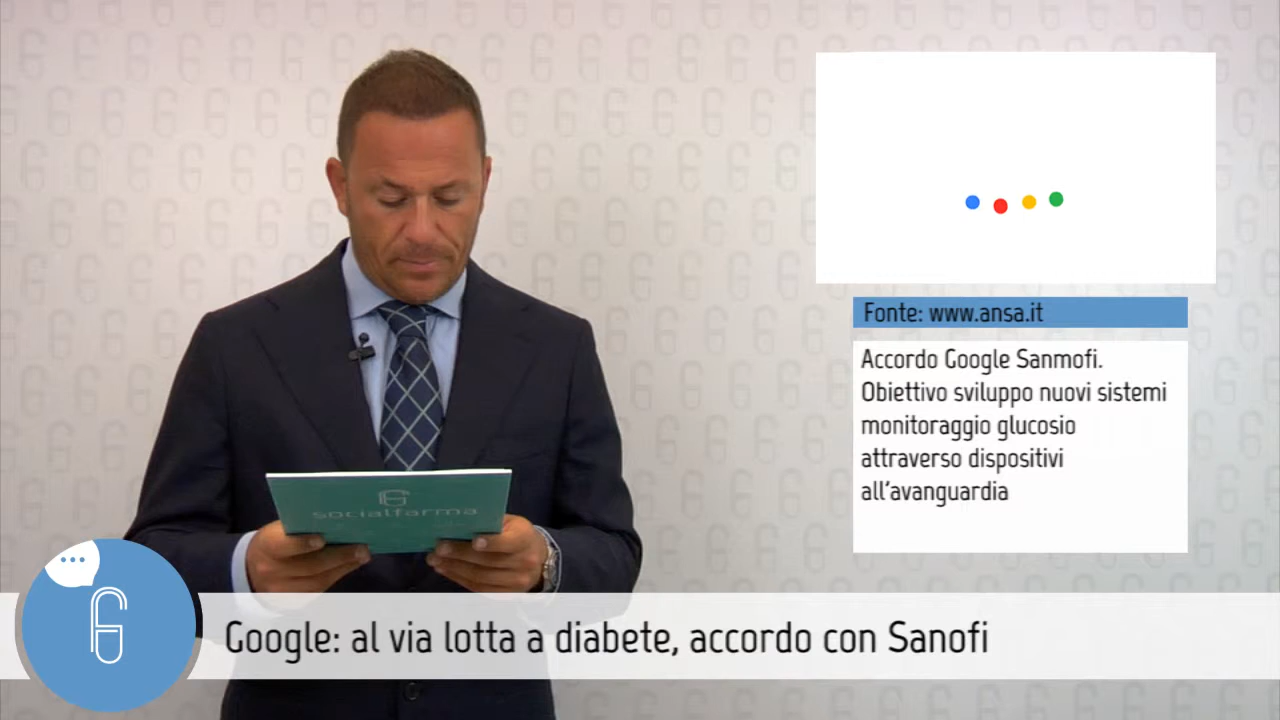 Fonte: www.ansa.it
Accordo Google Sanmofi.
Obiettivo sviluppo nuovi sistemi
monitoraggio glucosio
attraverso dispositivi
all'avanguardia
socialfarma
Google: al via lotta a diabete, accordo con Sanofi